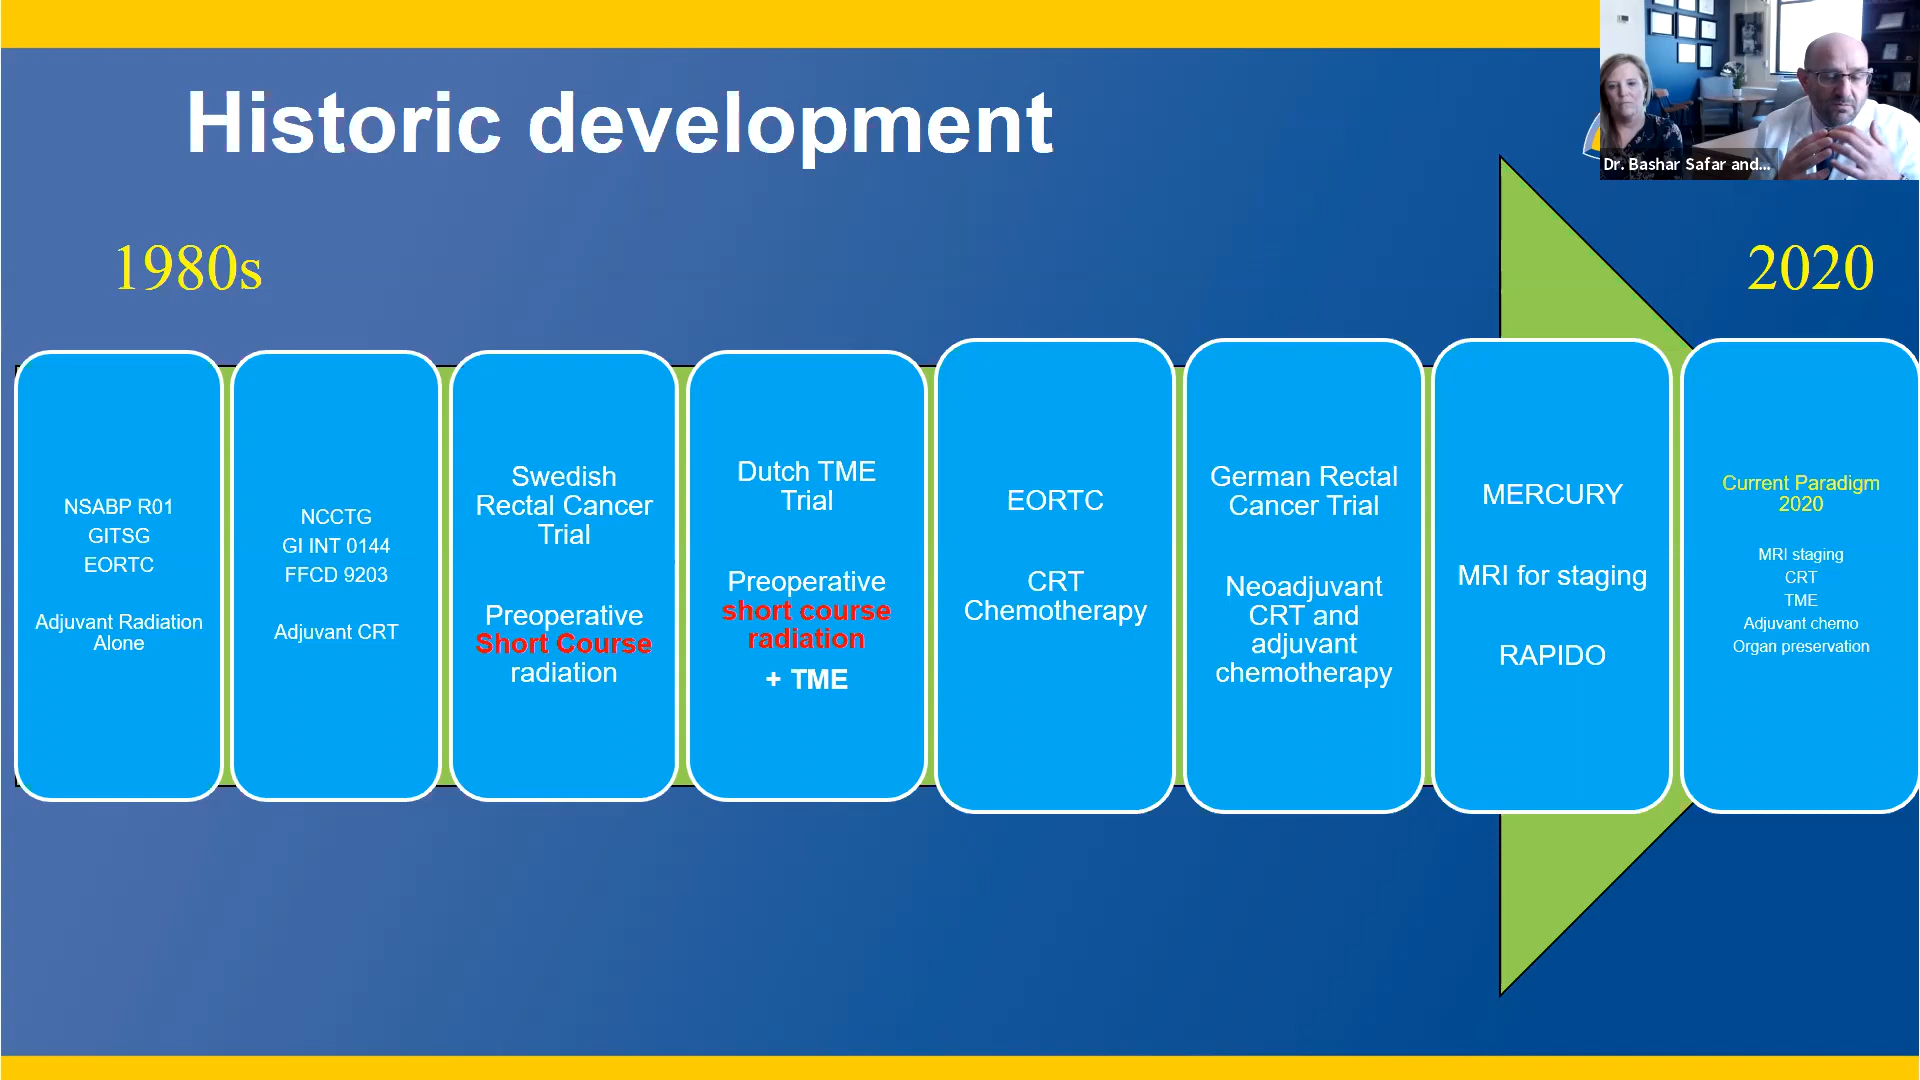 Historic development
Dr. Bashar Safar and...
1980s
2020
NSABP R01
GITSG
EORTC
Adjuvant Radiation
Alone
NCCTG
GI INT 0144
FFCD 9203
Adjuvant CRT
Swedish
Rectal Cancer
Trial
Preoperative
Short Course
radiation
Dutch TME
Trial
Preoperative
short course
radiation
+ TME
EORTC
CRT
Chemotherapy
German Rectal
Cancer Trial
Neoadjuvant
CRT and
adjuvant
chemotherapy
MERCURY
MRI for staging
RAPIDO
Current Paradigm
2020
MRI staging
CRT
TME
Adjuvant chemo
Organ preservation